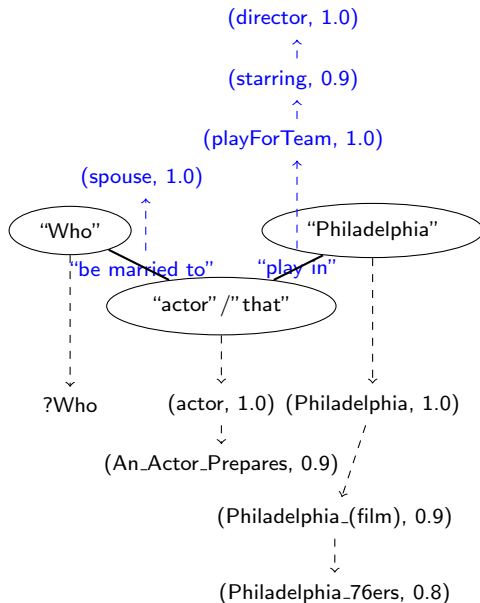 (director, 1.0)
(starring, 0.9)
(playForTeam, 1.0)
(spouse, 1.0)
“Who”
“Philadelphia”
“be married to”
“play in”
“actor”/”that”
?Who
(actor, 1.0)
(Philadelphia, 1.0)
(An_Actor_Prepares, 0.9)
(Philadelphia_(film), 0.9)
(Philadelphia_76ers, 0.8)